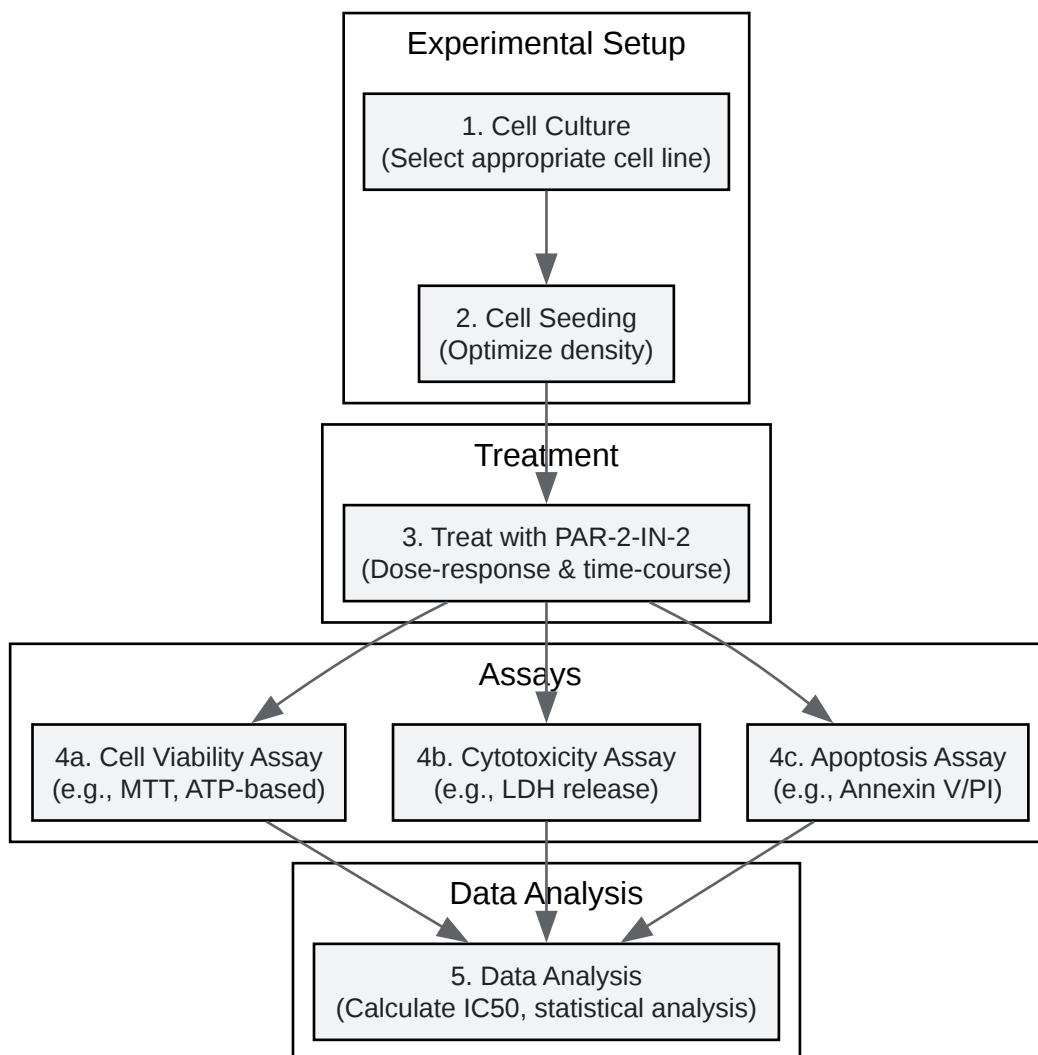 Experimental Setup
1. Cell Culture
(Select appropriate cell line)
2. Cell Seeding
(Optimize density)
Treatment
3. Treat with PAR-2-IN-2
(Dose-response & time-course)
Assays
4a. Cell Viability Assay
(e.g., MTT, ATP-based)
4b. Cytotoxicity Assay
(e.g., LDH release)
4c. Apoptosis Assay
(e.g., Annexin V/PI)
Data Analysis
5. Data Analysis
(Calculate IC50, statistical analysis)